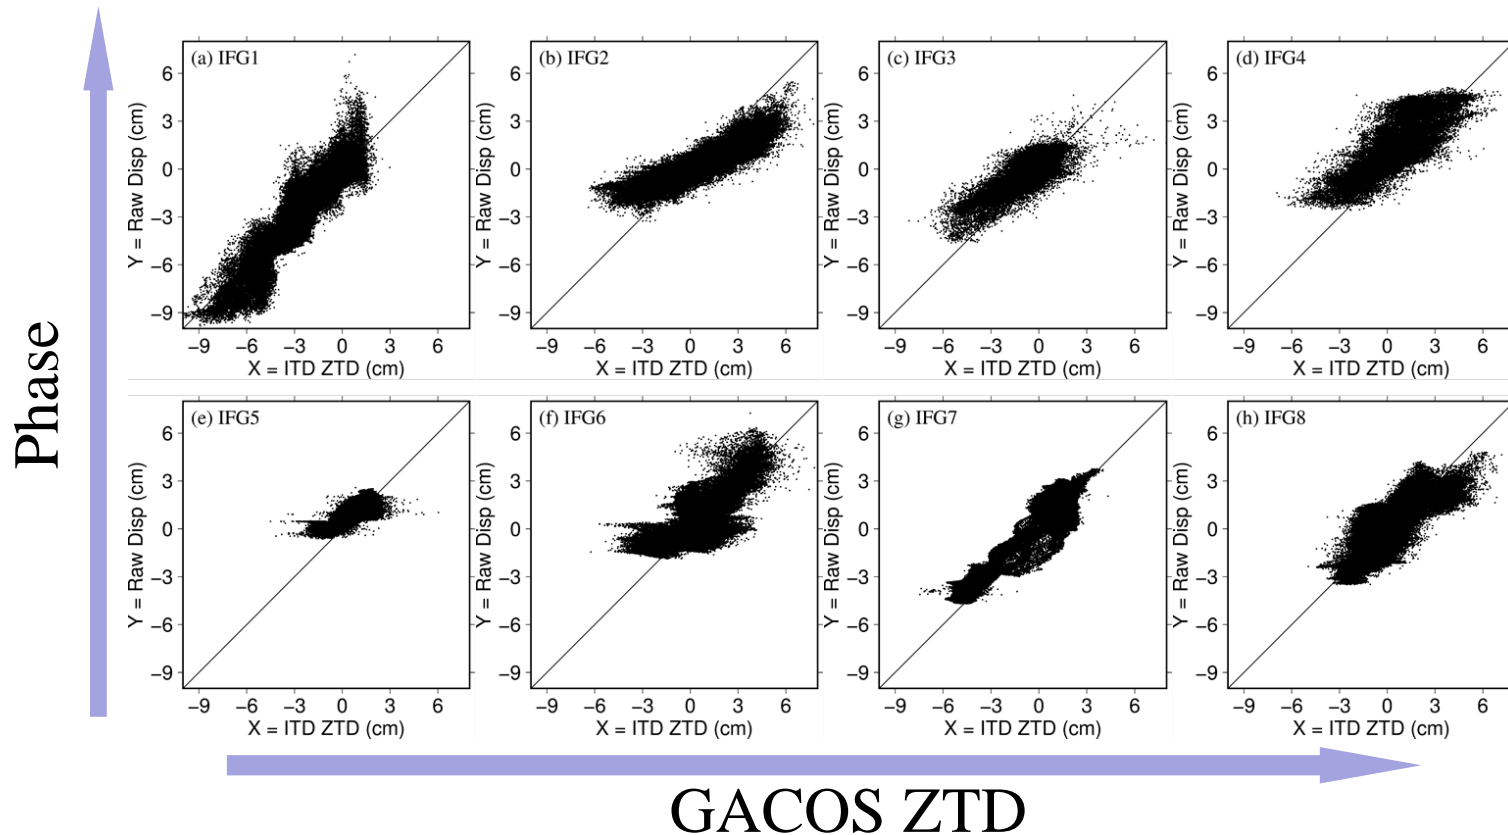 (a) IFG1
6
3
0
−3
−6
−9
Y = Raw Disp (cm)
−9 −6 −3 0 3 6
X = ITD ZTD (cm)
(b) IFG2
6
3
0
−3
−6
−9
Y = Raw Disp (cm)
−9 −6 −3 0 3 6
X = ITD ZTD (cm)
(c) IFG3
6
3
0
−3
−6
−9
Y = Raw Disp (cm)
−9 −6 −3 0 3 6
X = ITD ZTD (cm)
(d) IFG4
6
3
0
−3
−6
−9
Y = Raw Disp (cm)
−9 −6 −3 0 3 6
X = ITD ZTD (cm)
Phase
(e) IFG5
6
3
0
−3
−6
−9
Y = Raw Disp (cm)
−9 −6 −3 0 3 6
X = ITD ZTD (cm)
(f) IFG6
6
3
0
−3
−6
−9
Y = Raw Disp (cm)
−9 −6 −3 0 3 6
X = ITD ZTD (cm)
(g) IFG7
6
3
0
−3
−6
−9
Y = Raw Disp (cm)
−9 −6 −3 0 3 6
X = ITD ZTD (cm)
(h) IFG8
6
3
0
−3
−6
−9
Y = Raw Disp (cm)
−9 −6 −3 0 3 6
X = ITD ZTD (cm)
GACOS ZTD